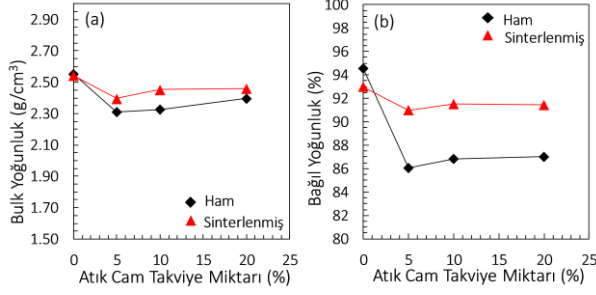 (a)
Bulk Yoğunluk (g/cm³)
2.90
2.70
2.50
2.30
2.10
1.90
1.70
1.50
Ham
Sinterlenmiş
0 5 10 15 20 25
Atık Cam Takviye Miktarı (%)
(b)
Bağıl Yoğunluk (%)
100
98
96
94
92
90
88
86
84
82
80
Ham
Sinterlenmiş
0 5 10 15 20 25
Atık Cam Takviye Miktarı (%)